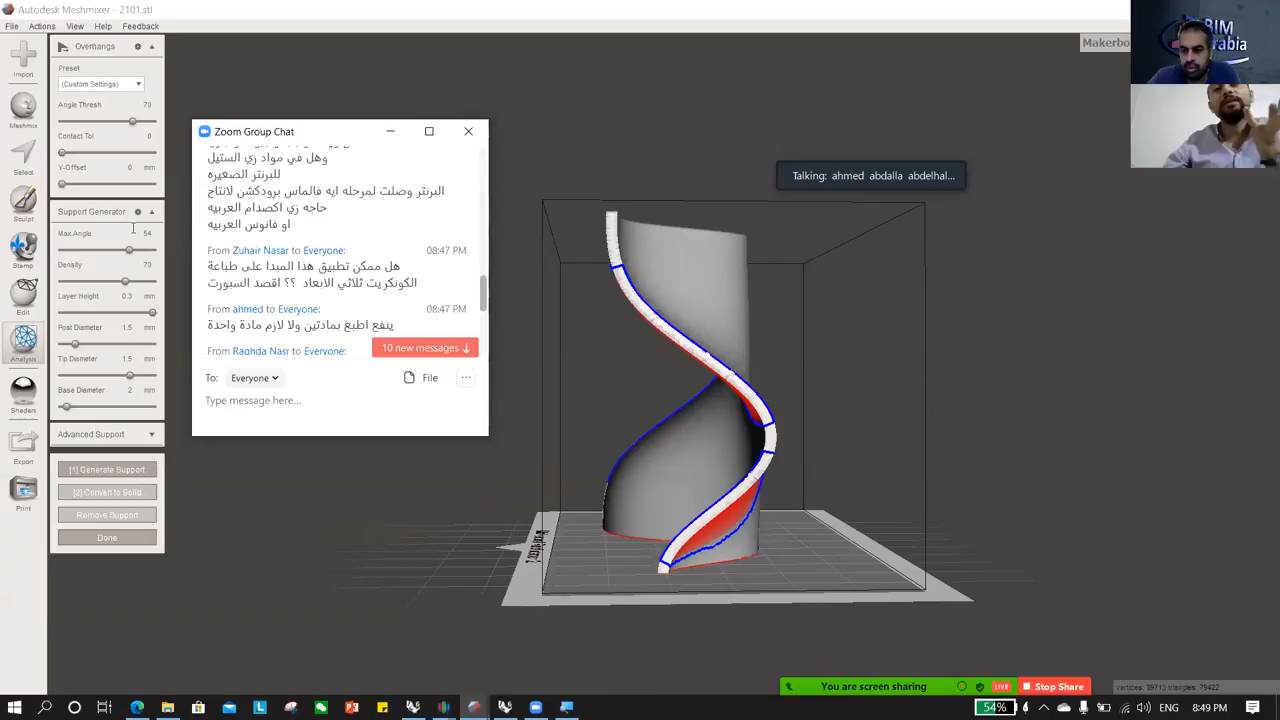 Autodesk Meshmixer - 2101.stl
File Actions View Help Feedback
Import
Meshmix
Select
Sculpt
Stamp
Edit
Analysis
Shaders
Export
Print
Overhangs
Preset
(Custom Settings)
Angle Thresh 70
Contact Tol 0
Y-Offset 0 mm
Support Generator
Max Angle 54
Density 70
Layer Height 0.3 mm
Post Diameter 1.5 mm
Tip Diameter 1.5 mm
Base Diameter 2 mm
Advanced Support
[1] Generate Support
[2] Convert to Solid
Remove Support
Done
Zoom Group Chat
وهل في مواد زي الستيل
للبرنتر الصغيره
البرنتر وصلت لمرحله ايه فالماس برودكشن لانتاج
حاجه زي اكصدام العربيه
او فانوس العربيه
From Zuhair Nasar to Everyone: 08:47 PM
هل ممكن تطبيق هذا المبدا على طباعة
الكونكريت ثلاثي الابعاد ؟؟ اقصد السبورت
From ahmed to Everyone: 08:47 PM
ينفع اطبع بمادتين ولا لازم مادة واحدة
From Raghda Nasr to Everyone:
10 new messages
To: Everyone File
Type message here...
Makerbo
BIM
rabia
Talking: ahmed abdalla abdelhal...
You are screen sharing LIVE Stop Share
vertices: 39713 triangles: 79422
54% 8:49 PM